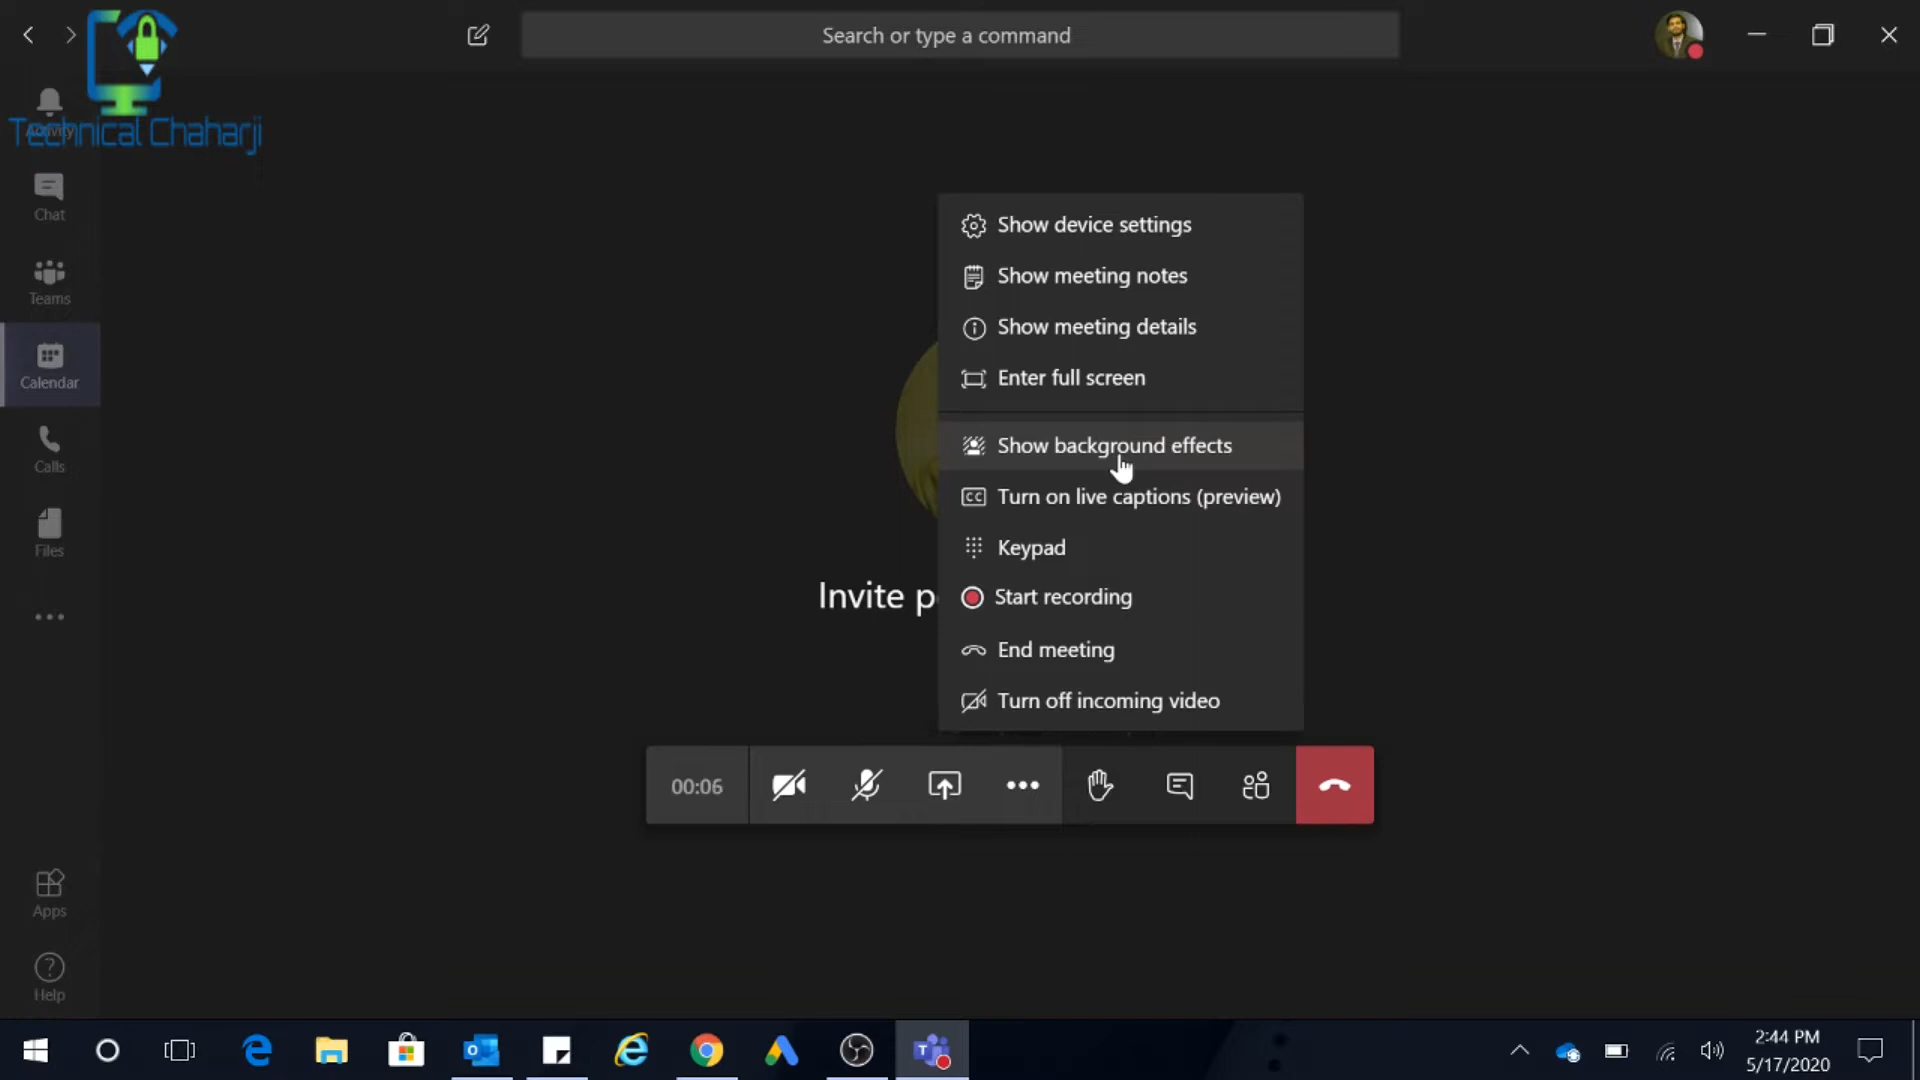 Search or type a command
Technical Chaharji
Activity
Chat
Teams
Calendar
Calls
Files
Apps
Help
Show device settings
Show meeting notes
Show meeting details
Enter full screen
Show background effects
CC Turn on live captions (preview)
Keypad
Start recording
End meeting
Turn off incoming video
Invite
00:06
2:44 PM
5/17/2020